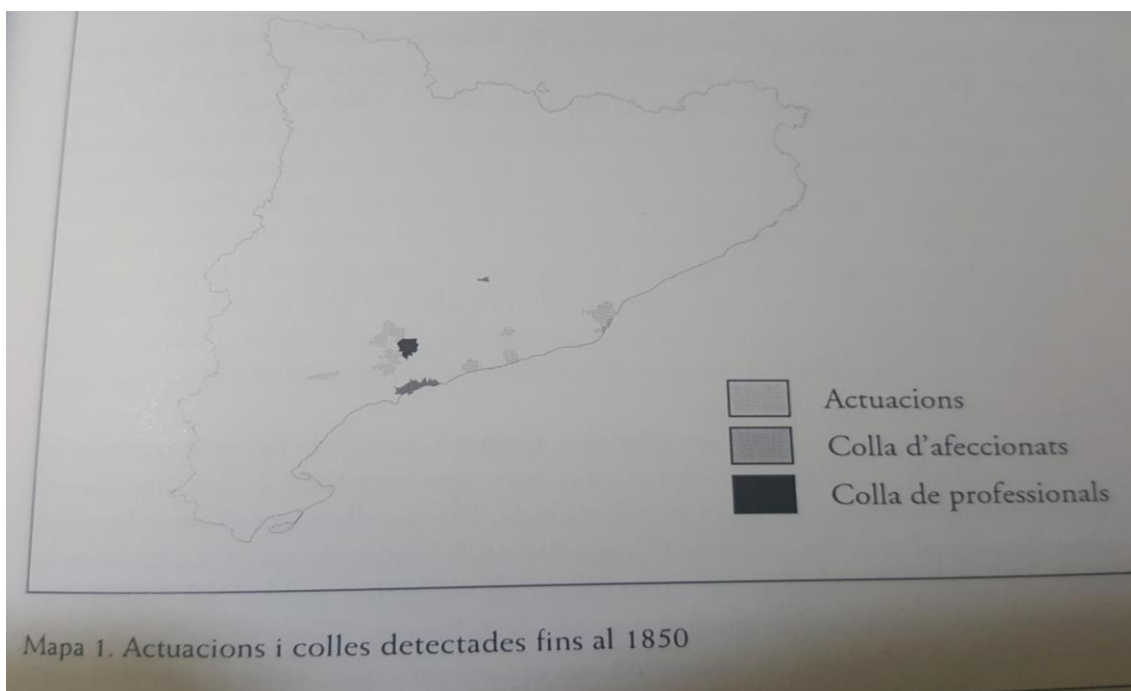 Actuacions
Colla d'afeccionats
Colla de professionals
Mapa 1. Actuacions i colles detectades fins al 1850